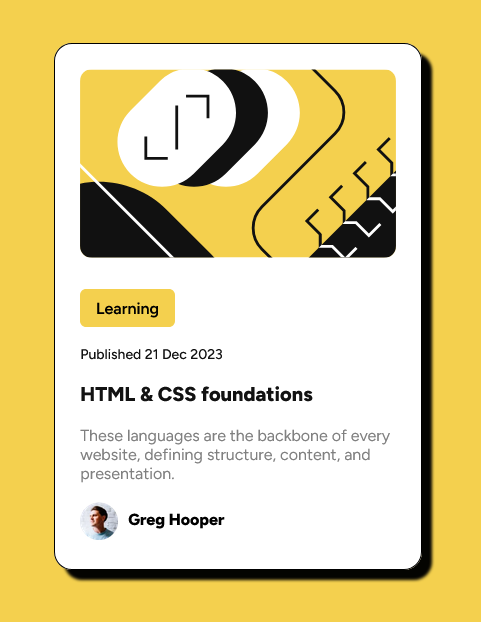 Learning
Published 21 Dec 2023
HTML & CSS foundations
These languages are the backbone of every
website, defining structure, content, and
presentation.
Greg Hooper